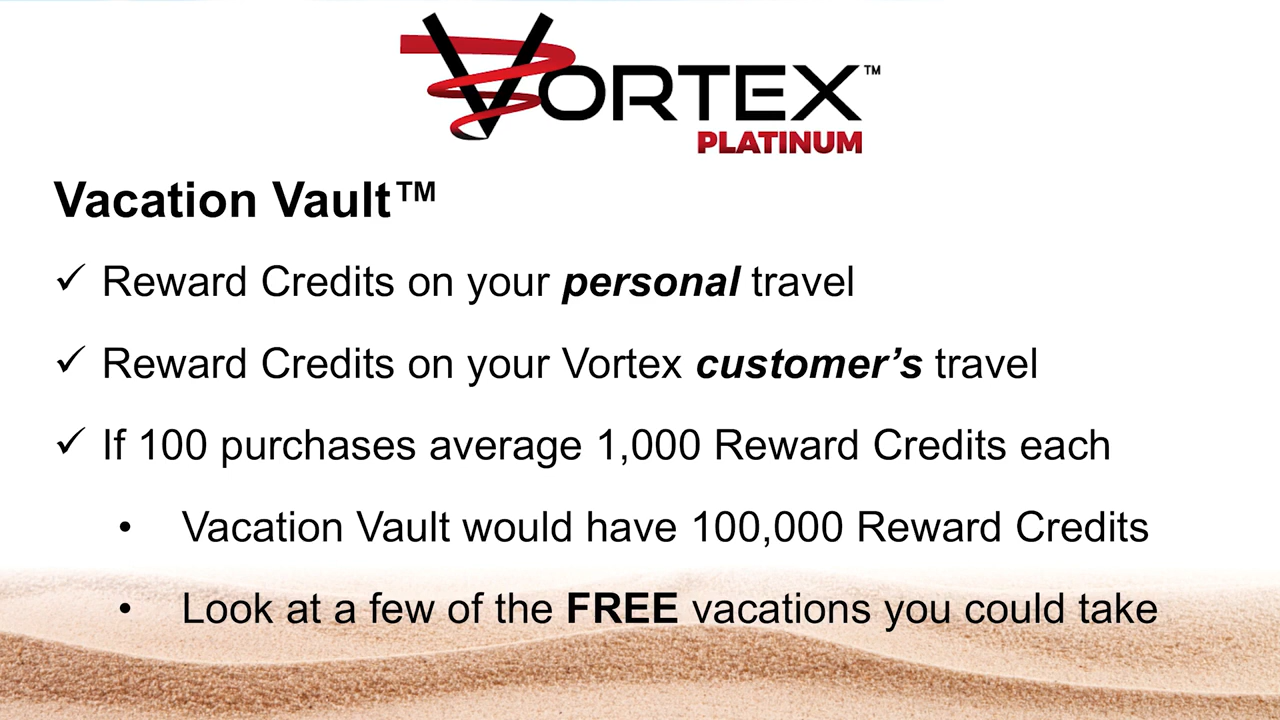 VORTEX™
PLATINUM
Vacation Vault™
✓ Reward Credits on your personal travel
✓ Reward Credits on your Vortex customer’s travel
✓ If 100 purchases average 1,000 Reward Credits each
• Vacation Vault would have 100,000 Reward Credits
• Look at a few of the FREE vacations you could take